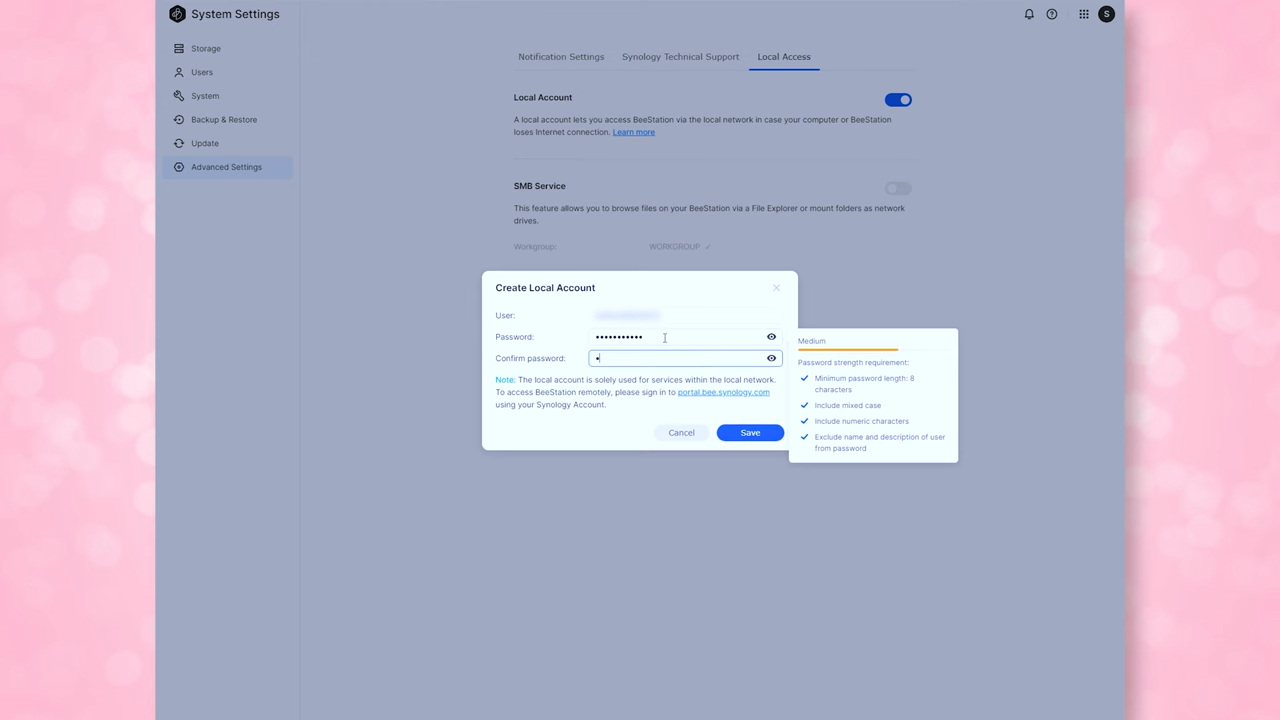 System Settings
S
Storage
Users
System
Backup & Restore
Update
Advanced Settings
Notification Settings
Synology Technical Support
Local Access
Local Account
A local account lets you access BeeStation via the local network in case your computer or BeeStation
loses Internet connection. Learn more
SMB Service
This feature allows you to browse files on your BeeStation via a File Explorer or mount folders as network
drives.
Workgroup:
WORKGROUP
Create Local Account
User:
Password:
•••••••••••
Confirm password:
•
Note: The local account is solely used for services within the local network.
To access BeeStation remotely, please sign in to portal.bee.synology.com
using your Synology Account.
Cancel
Save
Medium
Password strength requirement:
Minimum password length: 8
characters
Include mixed case
Include numeric characters
Exclude name and description of user
from password